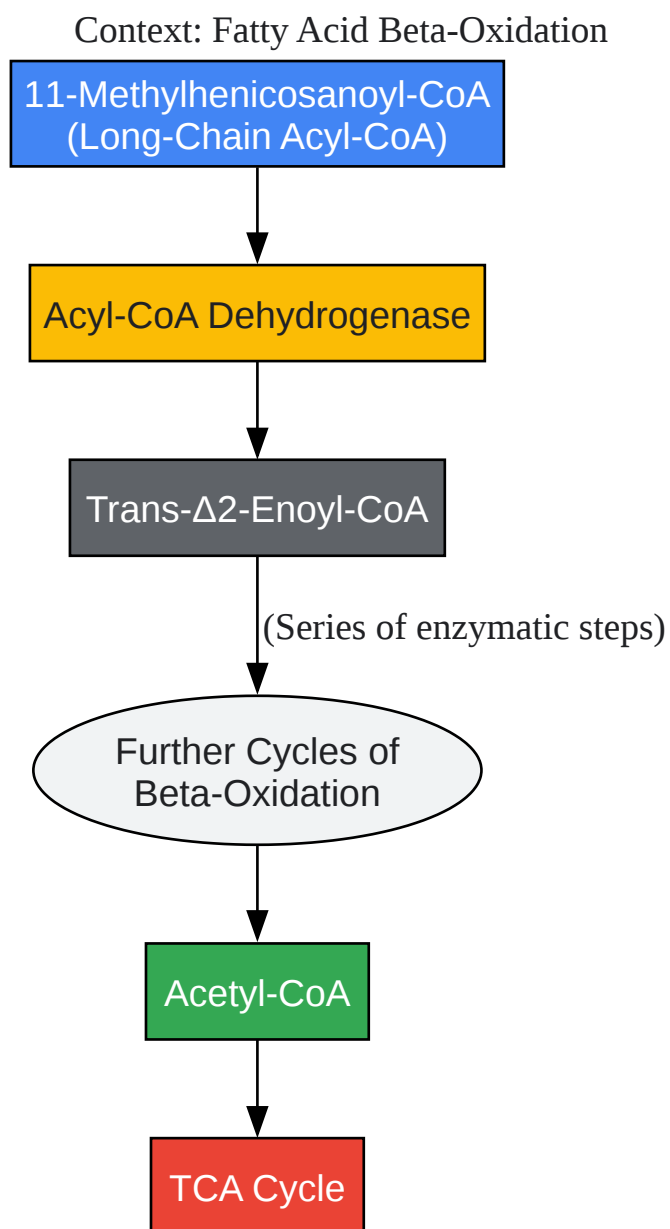 Context: Fatty Acid Beta-Oxidation
11-Methylhenicosanoyl-CoA
(Long-Chain Acyl-CoA)
Acyl-CoA Dehydrogenase
Trans-Δ2-Enoyl-CoA
(Series of enzymatic steps)
Further Cycles of
Beta-Oxidation
Acetyl-CoA
TCA Cycle